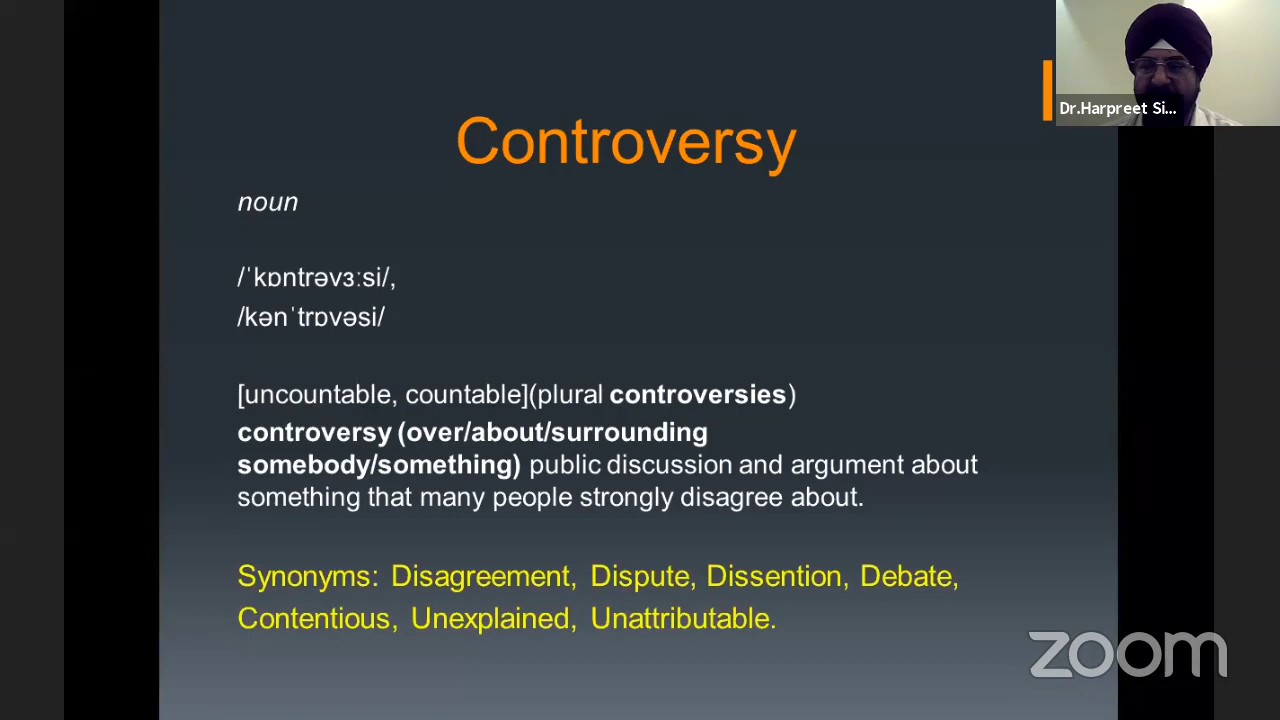 Controversy
noun
/ˈkɒntrəvɜːsi/,
/kənˈtrɒvəsi/
[uncountable, countable](plural controversies)
controversy (over/about/surrounding
somebody/something) public discussion and argument about
something that many people strongly disagree about.
Synonyms: Disagreement, Dispute, Dissention, Debate,
Contentious, Unexplained, Unattributable.
Dr.Harpreet Si...
zoom